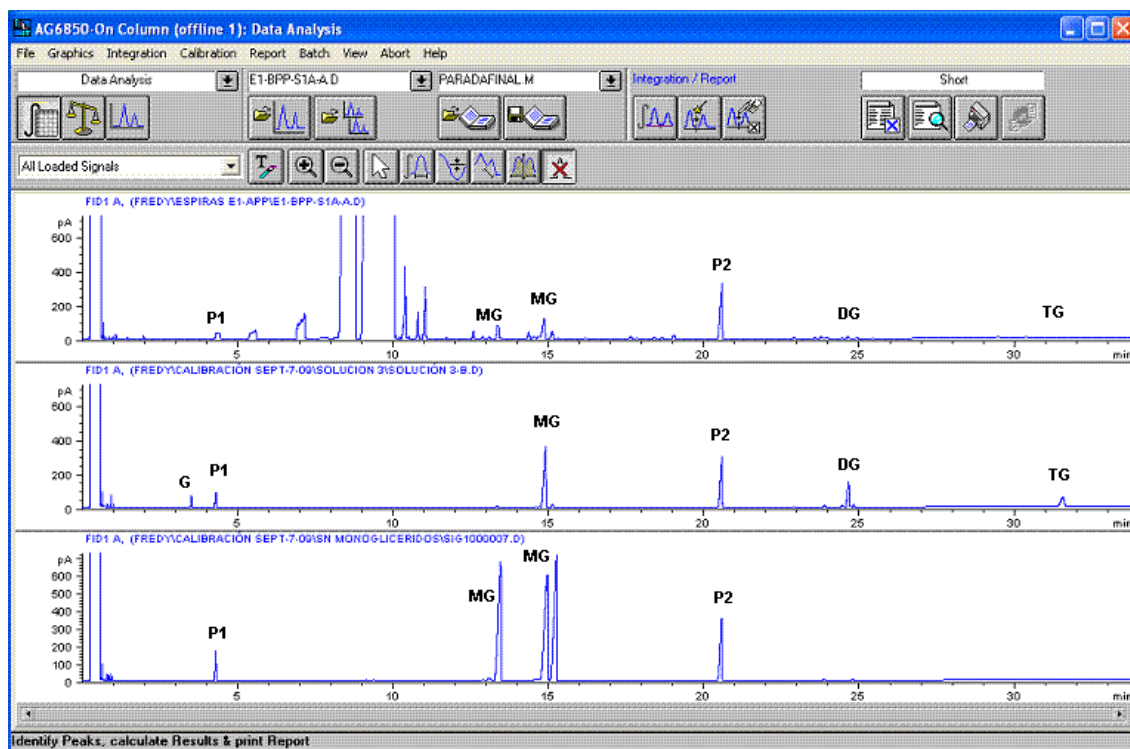 AG6850-On Column (offline 1): Data Analysis
File Graphics Integration Calibration Report Batch View Abort Help
Data Analysis E1-BPP-S1A-A.D PARADAFINAL.M Integration / Report Short
All Loaded Signals
FID1 A, (FREDY\ESPIRAS E1-APP\E1-BPP-S1A-A.D)
pA
600
400
200
0
P1 MG MG P2 DG TG
5 10 15 20 25 30 min
FID1 A, (FREDY\CALIBRACIÓN SEPT-7-09\SOLUCION 3\SOLUCIÓN 3-B.D)
pA
600
400
200
0
G P1 MG P2 DG TG
5 10 15 20 25 30 min
FID1 A, (FREDY\CALIBRACIÓN SEPT-7-09\SN MONOGLICERIDOS\SIG1000007.D)
pA
600
500
400
300
200
100
0
P1 MG MG P2
5 10 15 20 25 30 min
Identify Peaks, calculate Results & print Report